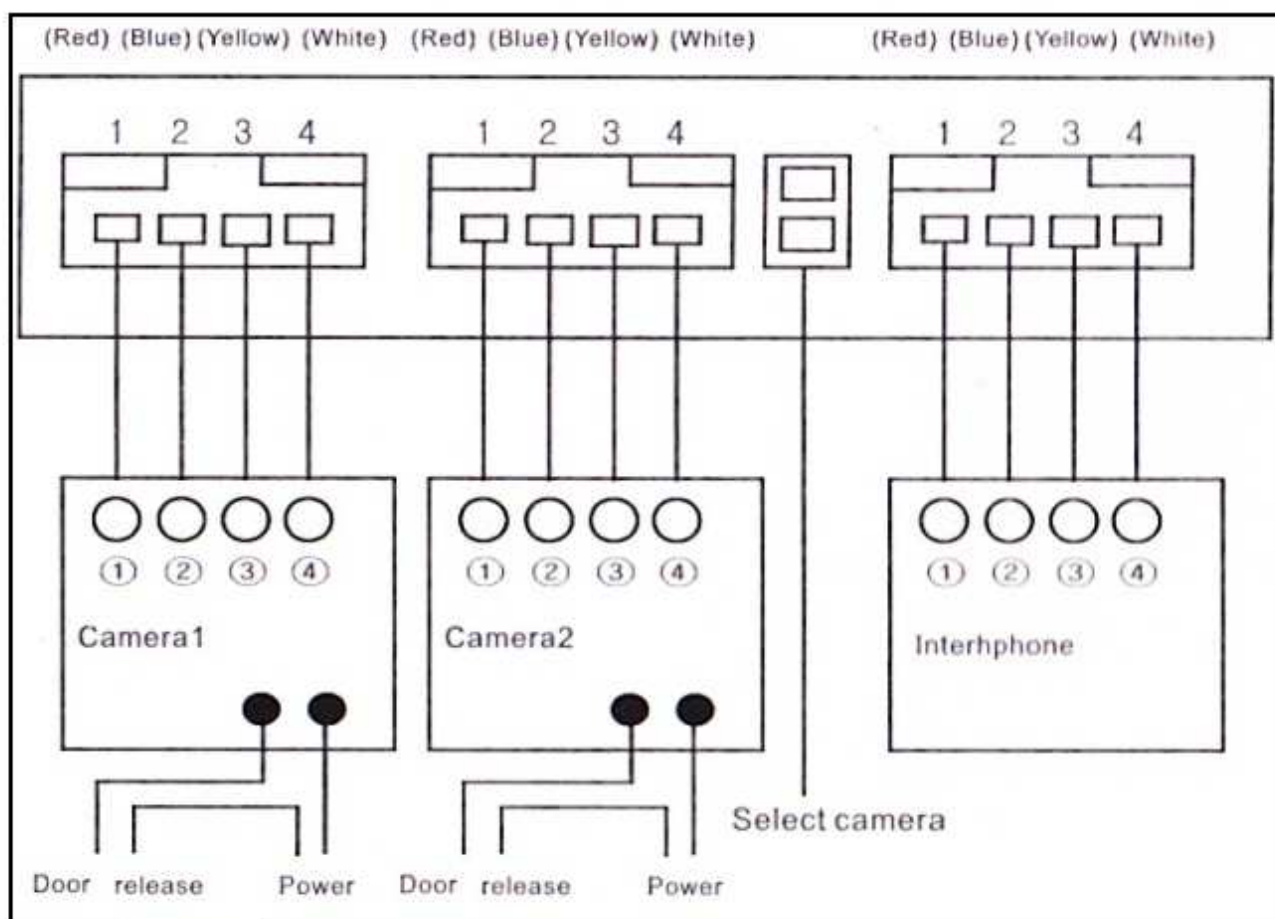 (Red) (Blue) (Yellow) (White) (Red) (Blue) (Yellow) (White) (Red) (Blue) (Yellow) (White)
1 2 3 4 1 2 3 4 1 2 3 4
① ② ③ ④ ① ② ③ ④ ① ② ③ ④
Camera1 Camera2 Interhphone
Select camera
Door release Power Door release Power